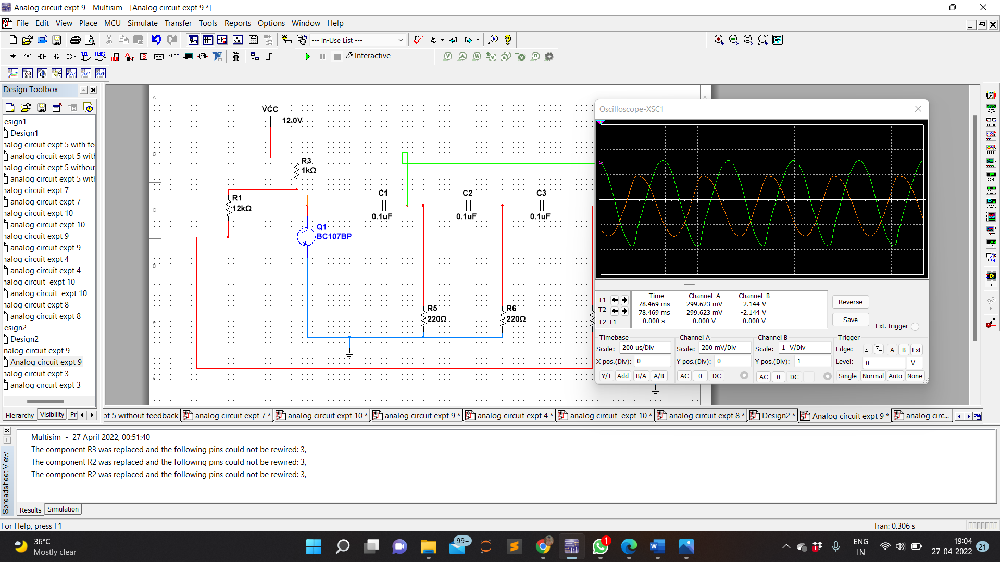 Analog circuit expt 9 - Multisim - [Analog circuit expt 9 *]
File Edit View Place MCU Simulate Transfer Tools Reports Options Window Help
--- In-Use List ---
MISC
Interactive
Design Toolbox
esign1
Design1
nalog circuit expt 5 with fe
analog circuit expt 5 with
nalog circuit expt 5 withou
analog circuit expt 5 with
nalog circuit expt 7
analog circuit expt 7
nalog circuit expt 10
analog circuit expt 10
nalog circuit expt 9
analog circuit expt 9
nalog circuit expt 4
analog circuit expt 4
nalog circuit  expt 10
analog circuit  expt 10
nalog circuit expt 8
analog circuit expt 8
esign2
Design2
nalog circuit expt 9
Analog circuit expt 9
nalog circuit expt 3
analog circuit expt 3
Hierarchy Visibility Pr
A
B
C
D
E
F
A
VCC
12.0V
R3
1kΩ
R1
12kΩ
C1
0.1uF
C2
0.1uF
C3
0.1uF
Q1
BC107BP
R5
220Ω
R6
220Ω
Oscilloscope-XSC1
Time Channel_A Channel_B
T1 78.469 ms 299.623 mV -2.144 V
T2 78.469 ms 299.623 mV -2.144 V
T2-T1 0.000 s 0.000 V 0.000 V
Reverse
Save
Ext. trigger
Timebase Channel A Channel B Trigger
Scale: 200 us/Div Scale: 200 mV/Div Scale: 1 V/Div Edge: A B Ext
X pos.(Div): 0 Y pos.(Div): 0 Y pos.(Div): 1 Level: 0 V
Y/T Add B/A A/B AC 0 DC AC 0 DC - Single Normal Auto None
pt 5 without feedback analog circuit expt 7 * analog circuit expt 10 * analog circuit expt 9 * analog circuit expt 4 * analog circuit  expt 10 * analog circuit expt 8 * Design2 * Analog circuit expt 9 * analog circ...
Spreadsheet View
Multisim  -  27 April 2022, 00:51:40
The component R3 was replaced and the following pins could not be rewired: 3,
The component R2 was replaced and the following pins could not be rewired: 3,
The component R2 was replaced and the following pins could not be rewired: 3,
Results Simulation
For Help, press F1
Tran: 0.306 s
36°C
Mostly clear
99+
1
1
ENG
IN
19:04
27-04-2022
21